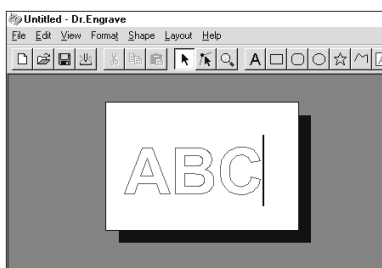 Untitled - Dr.Engrave
File Edit View Format Shape Layout Help
A
ABC